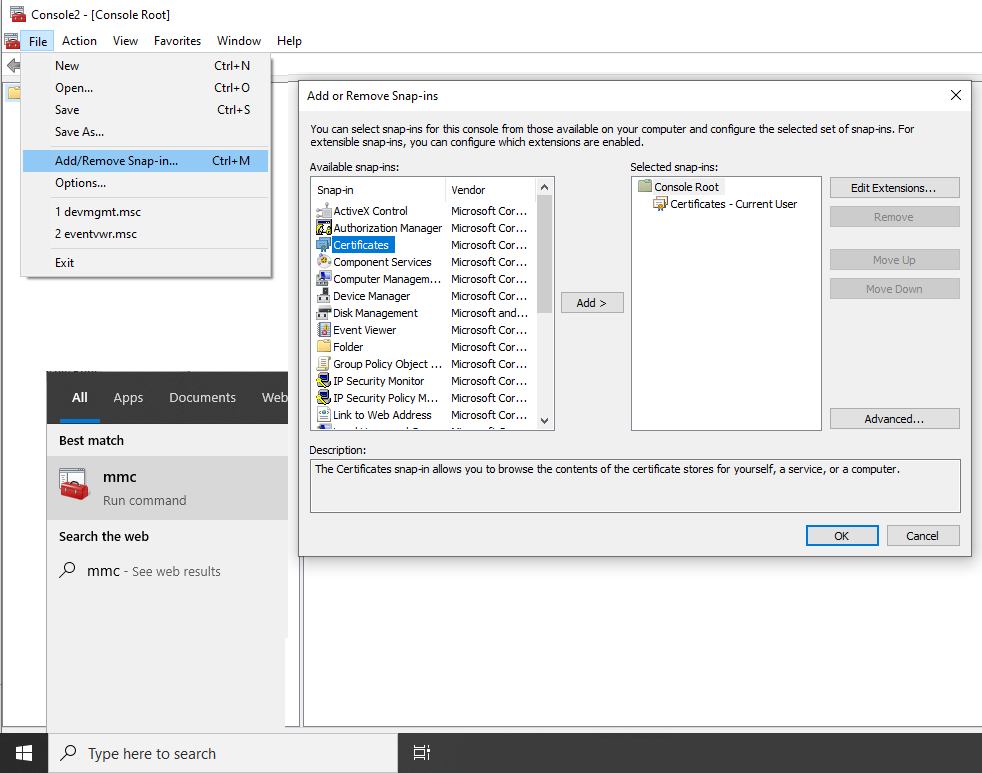 Console2 - [Console Root]
File Action View Favorites Window Help
New Ctrl+N
Open... Ctrl+O
Save Ctrl+S
Save As...
Add/Remove Snap-in... Ctrl+M
Options...
1 devmgmt.msc
2 eventvwr.msc
Exit
Add or Remove Snap-ins
You can select snap-ins for this console from those available on your computer and configure the selected set of snap-ins. For
extensible snap-ins, you can configure which extensions are enabled.
Available snap-ins:
Snap-in Vendor
ActiveX Control Microsoft Cor...
Authorization Manager Microsoft Cor...
Certificates Microsoft Cor...
Component Services Microsoft Cor...
Computer Managem... Microsoft Cor...
Device Manager Microsoft Cor...
Disk Management Microsoft and...
Event Viewer Microsoft Cor...
Folder Microsoft Cor...
Group Policy Object ... Microsoft Cor...
IP Security Monitor Microsoft Cor...
IP Security Policy M... Microsoft Cor...
Link to Web Address Microsoft Cor...
Add >
Selected snap-ins:
Console Root
Certificates - Current User
Edit Extensions...
Remove
Move Up
Move Down
Advanced...
Description:
The Certificates snap-in allows you to browse the contents of the certificate stores for yourself, a service, or a computer.
OK Cancel
All Apps Documents Web
Best match
mmc
Run command
Search the web
mmc - See web results
Type here to search